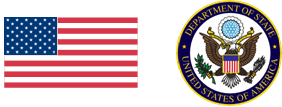 DEPARTMENT OF STATE
UNITED STATES OF AMERICA